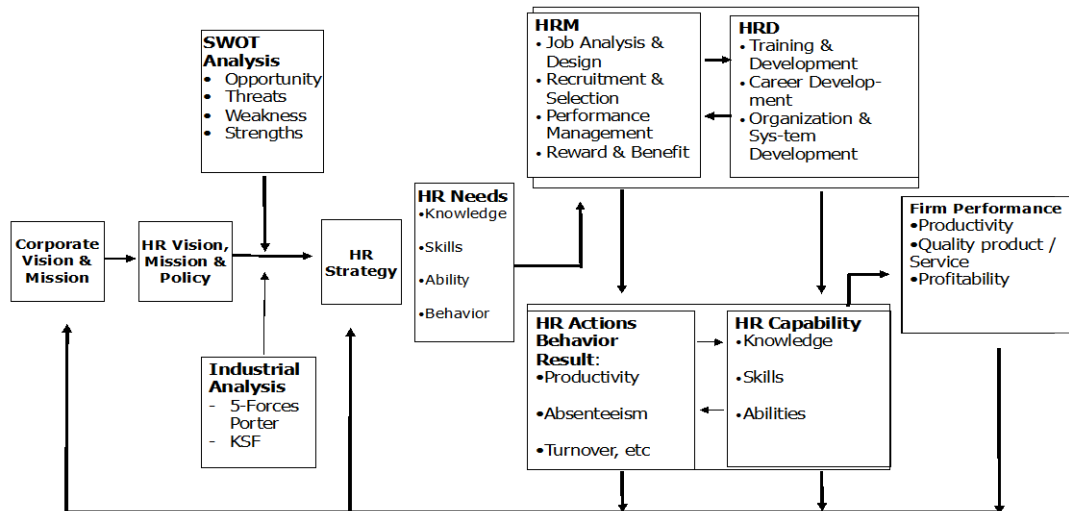 SWOT
Analysis
• Opportunity
• Threats
• Weakness
• Strengths
HRM
• Job Analysis &
Design
• Recruitment &
Selection
• Performance
Management
• Reward & Benefit
HRD
• Training &
Development
• Career Develop-
ment
• Organization &
Sys-tem
Development
Corporate
Vision &
Mission
HR Vision,
Mission &
Policy
HR
Strategy
HR Needs
•Knowledge
•Skills
•Ability
•Behavior
Industrial
Analysis
- 5-Forces
Porter
- KSF
HR Actions
Behavior
Result:
•Productivity
•Absenteeism
•Turnover, etc
HR Capability
•Knowledge
•Skills
•Abilities
Firm Performance
•Productivity
•Quality product /
Service
•Profitability